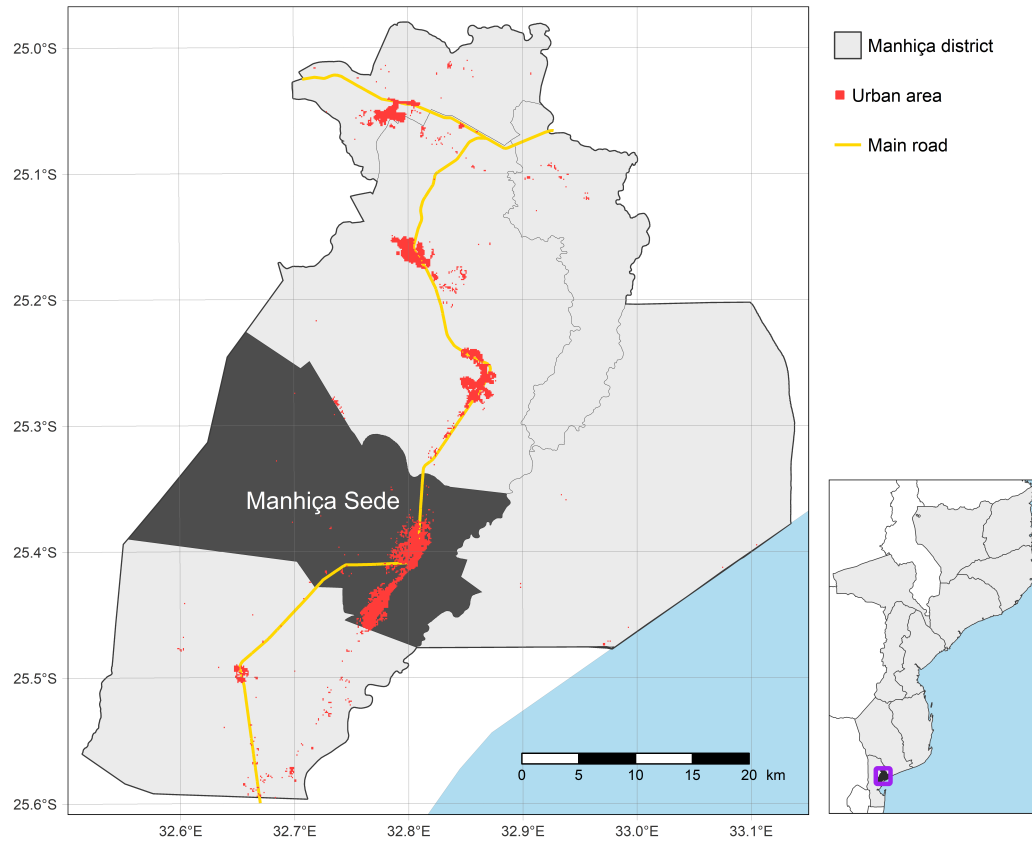 25.0°S
25.1°S
25.2°S
25.3°S
25.4°S
25.5°S
25.6°S
32.6°E
32.7°E
32.8°E
32.9°E
33.0°E
33.1°E
Manhiça Sede
0
5
10
15
20
km
Manhiça district
Urban area
Main road